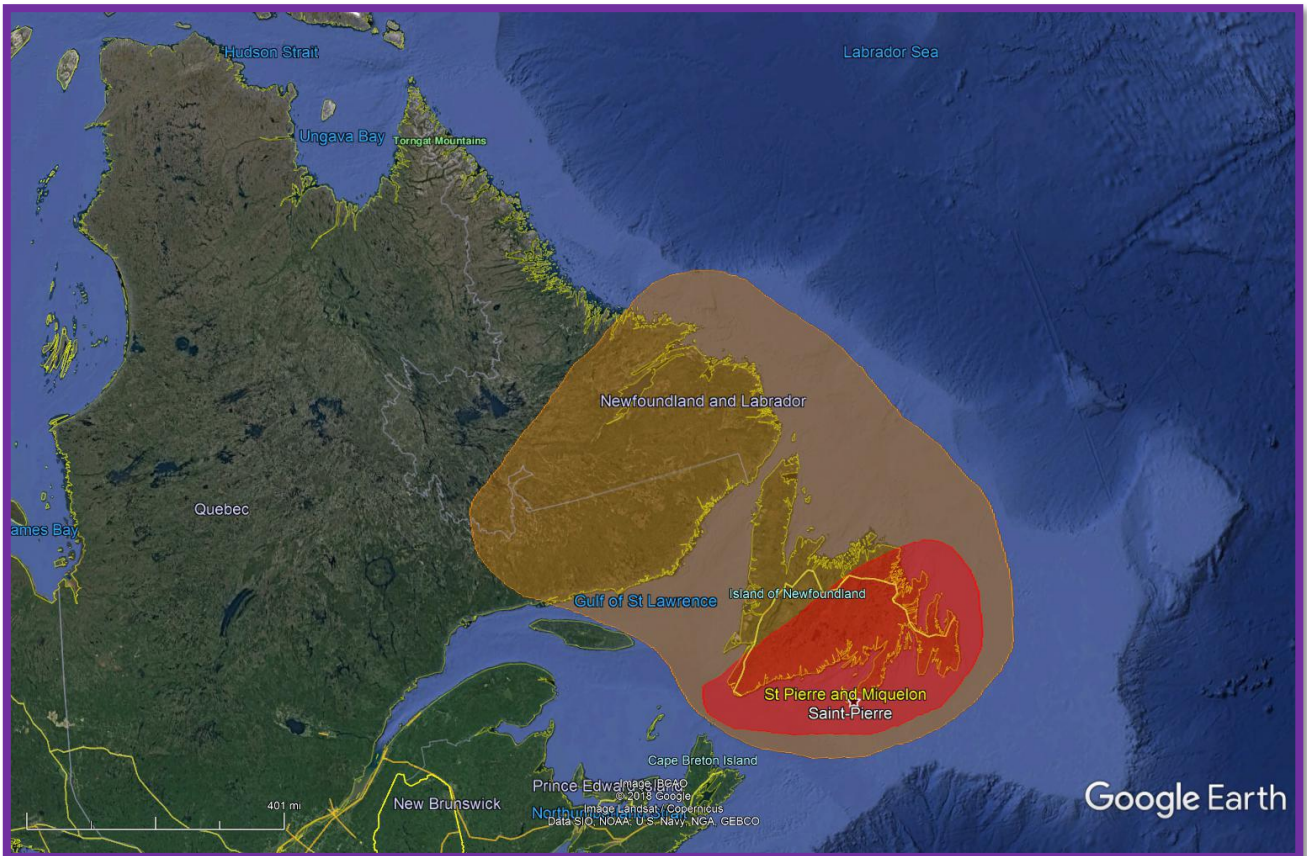 Hudson Strait
Labrador Sea
Ungava Bay
Torngat Mountains
Newfoundland and Labrador
Quebec
ames Bay
Island of Newfoundland
Gulf of St Lawrence
St Pierre and Miquelon
Saint-Pierre
Cape Breton Island
Prince Edward Island
Image IBCAO
© 2018 Google
401 mi
New Brunswick
Image Landsat / Copernicus
Data SIO, NOAA, U.S. Navy, NGA, GEBCO
Google Earth